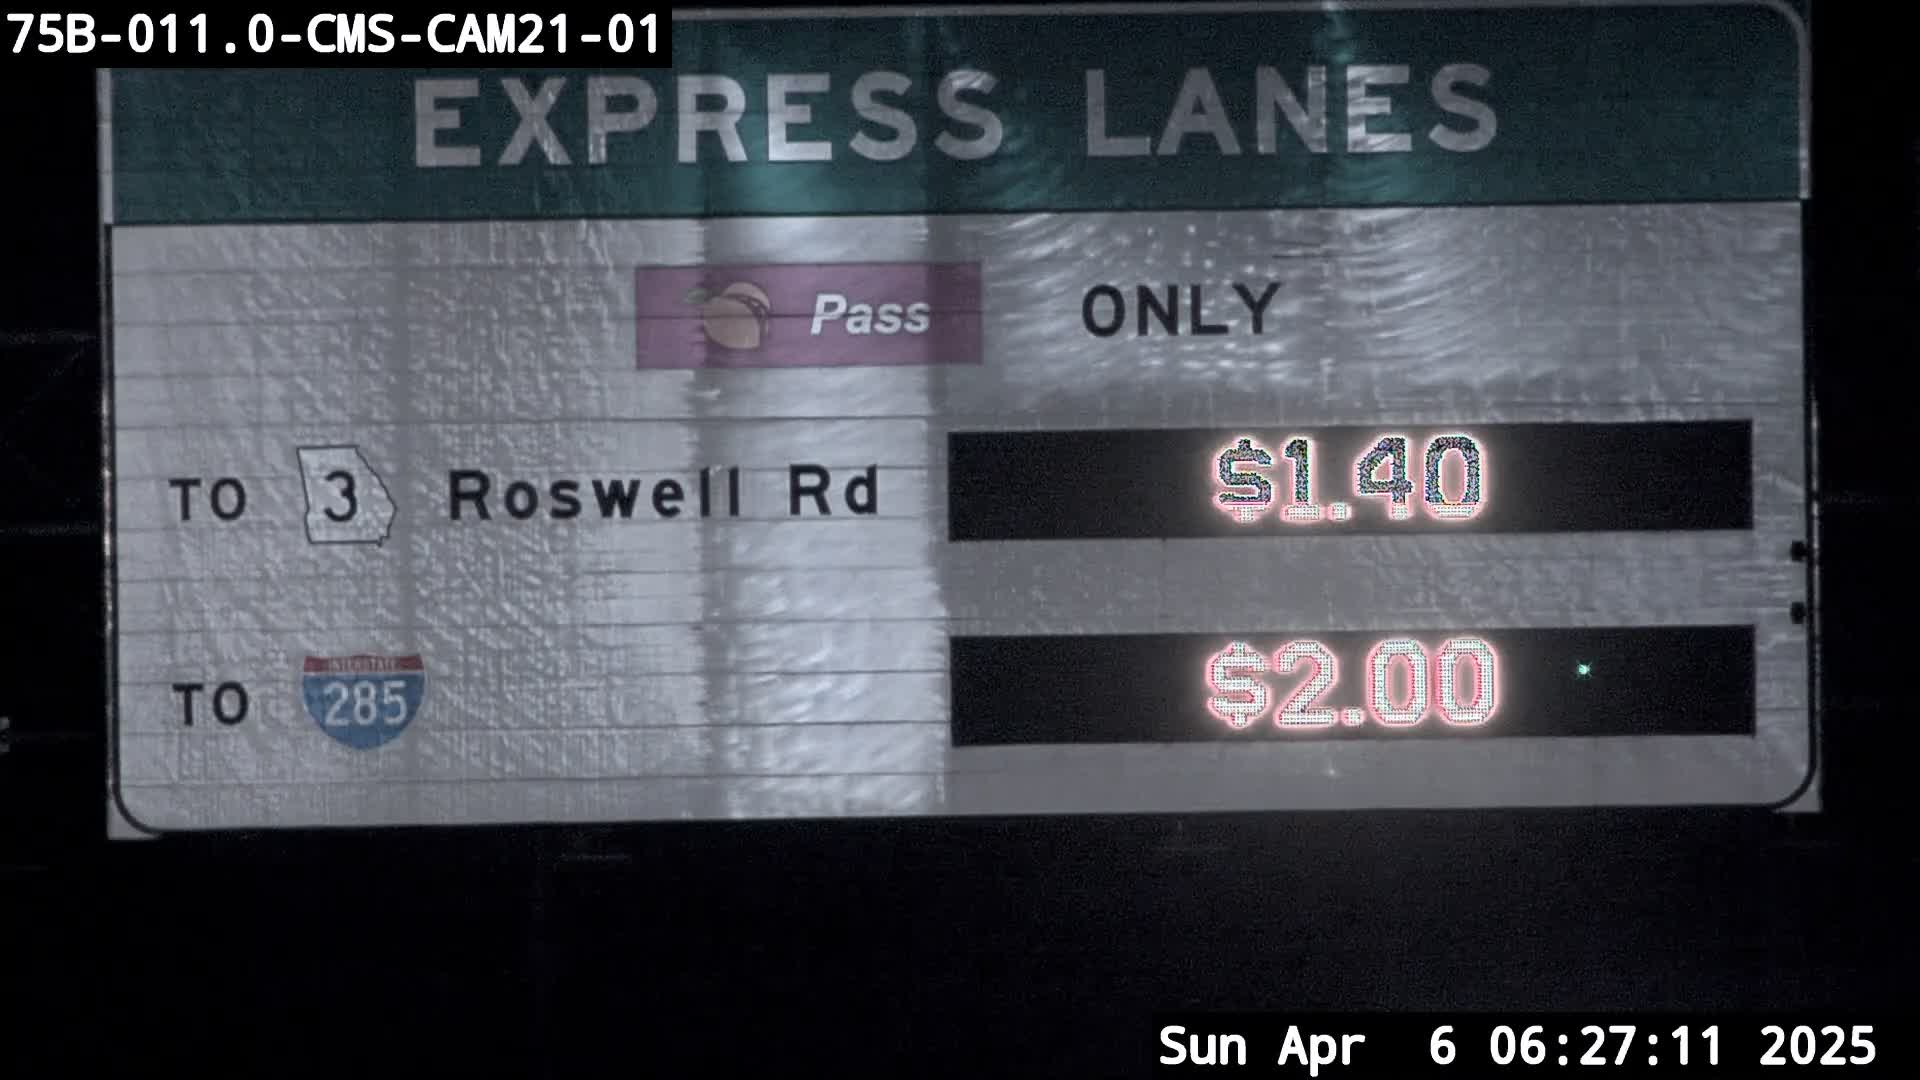 75B-011.0-CMS-CAM21-01
EXPRESS LANES
Pass ONLY
TO 3 Roswell Rd $1.40
TO INTERSTATE 285 $2.00
Sun Apr 6 06:27:11 2025